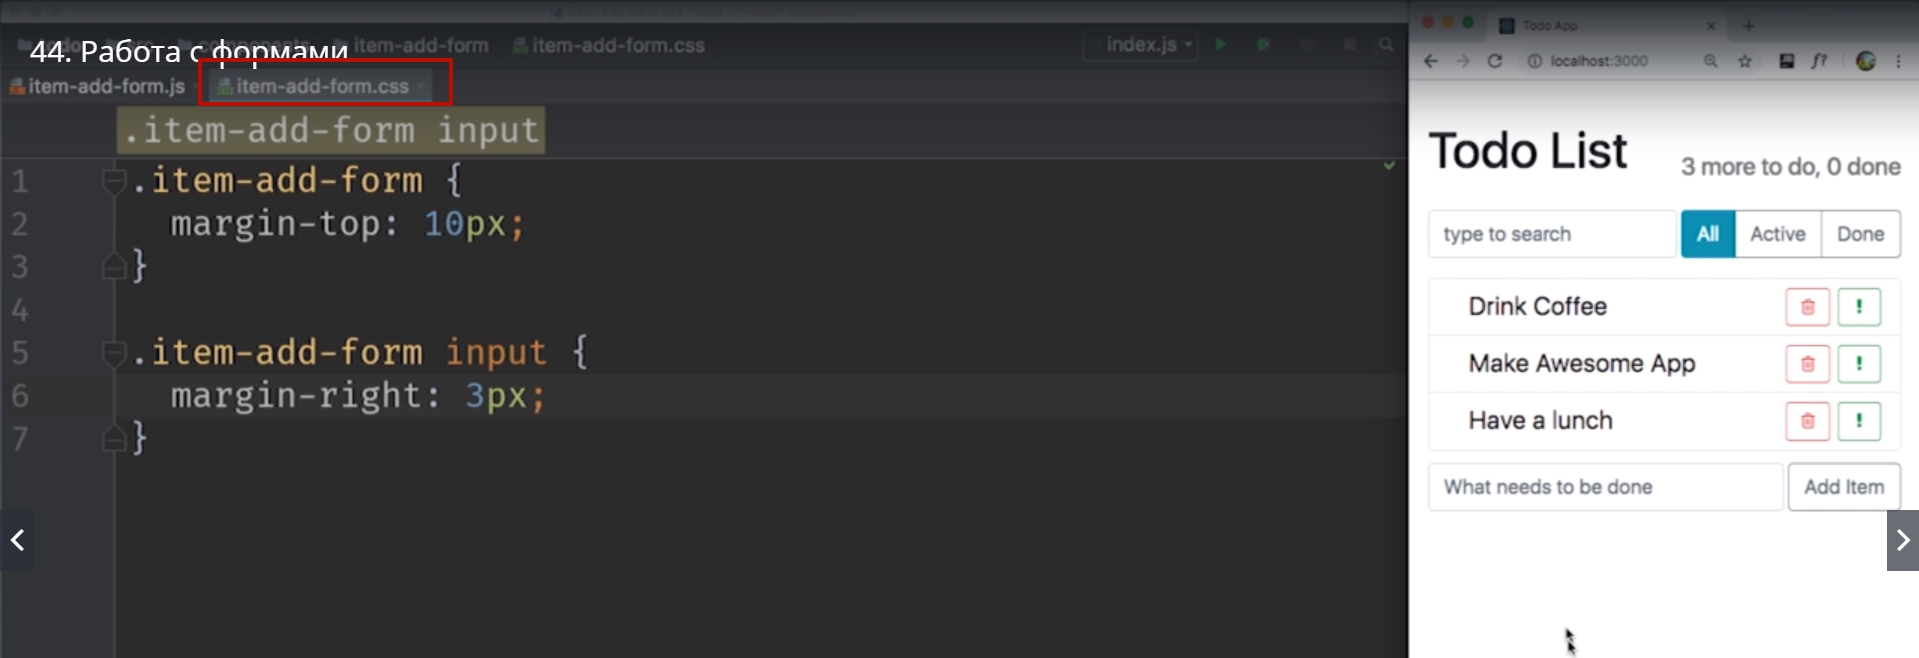 44. Работа с формами
item-add-form
item-add-form.css
index.js
item-add-form.js
item-add-form.css
.item-add-form input
1 .item-add-form {
2 margin-top: 10px;
3 }
4
5 .item-add-form input {
6 margin-right: 3px;
7 }
Todo App
localhost:3000
f?
Todo List
3 more to do, 0 done
type to search
All
Active
Done
Drink Coffee
!
Make Awesome App
!
Have a lunch
!
What needs to be done
Add Item